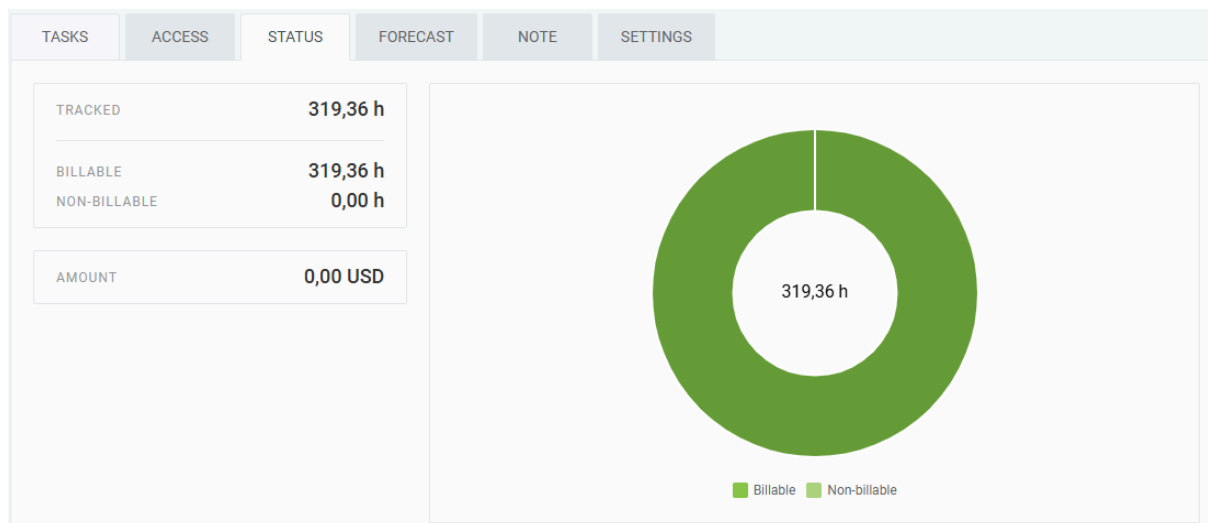 TASKS ACCESS STATUS FORECAST NOTE SETTINGS
TRACKED 319,36 h
BILLABLE 319,36 h
NON-BILLABLE 0,00 h
AMOUNT 0,00 USD
319,36 h
Billable Non-billable